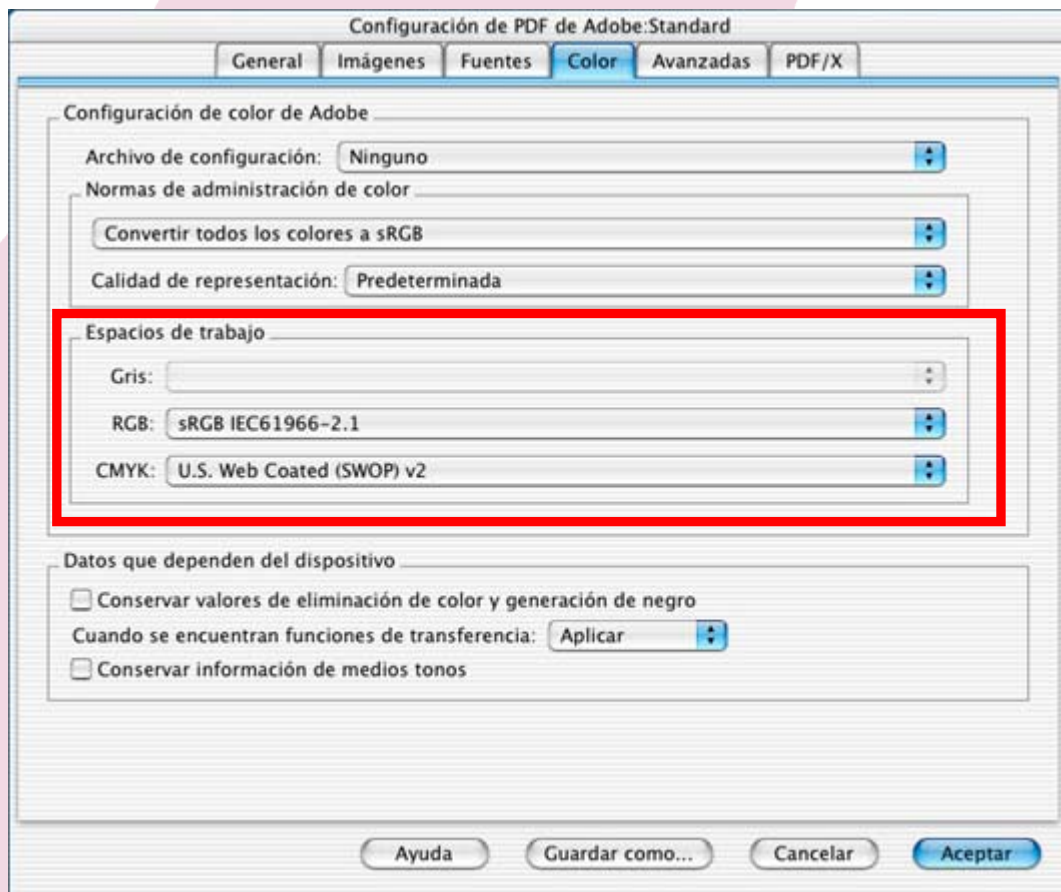 Configuración de PDF de Adobe:Standard
General Imágenes Fuentes Color Avanzadas PDF/X
Configuración de color de Adobe
Archivo de configuración: Ninguno
Normas de administración de color
Convertir todos los colores a sRGB
Calidad de representación: Predeterminada
Espacios de trabajo
Gris:
RGB: sRGB IEC61966-2.1
CMYK: U.S. Web Coated (SWOP) v2
Datos que dependen del dispositivo
Conservar valores de eliminación de color y generación de negro
Cuando se encuentran funciones de transferencia: Aplicar
Conservar información de medios tonos
Ayuda Guardar como... Cancelar Aceptar